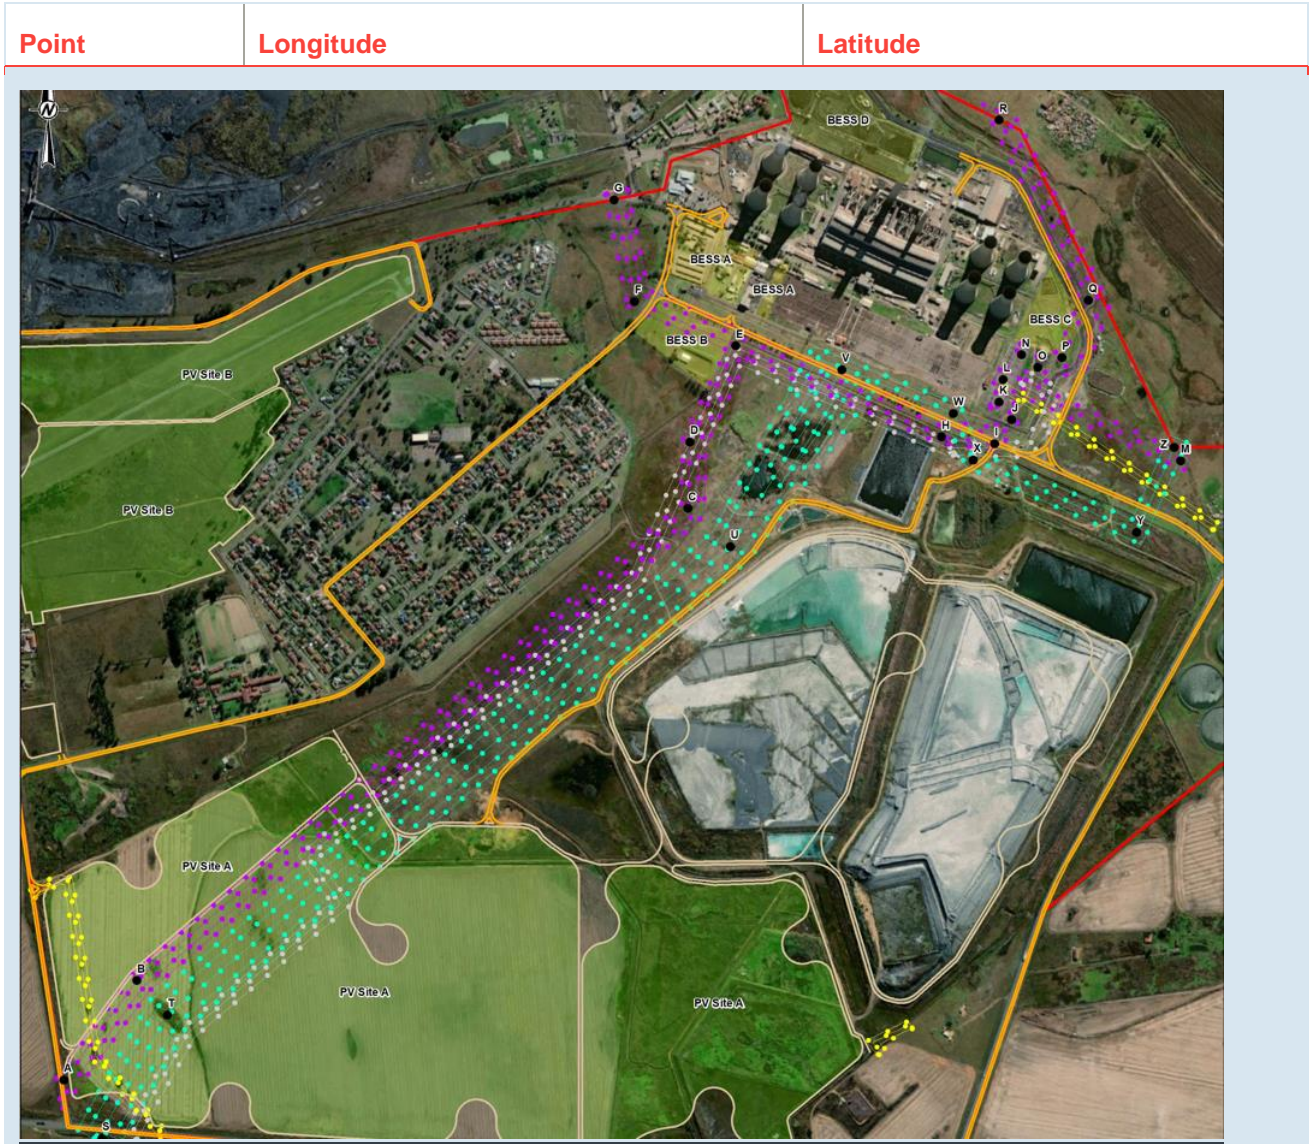 Point Longitude Latitude
N
R
BESS D
G
BESS A
BESS A
F
Q
BESS C
BESS B
E
V
N
O
P
L
PV Site B
K
W
J
D
H
I
X
Z
M
PV Site B
C
Y
U
PV Site A
B
T
PV Site A
PV Site A
A
S